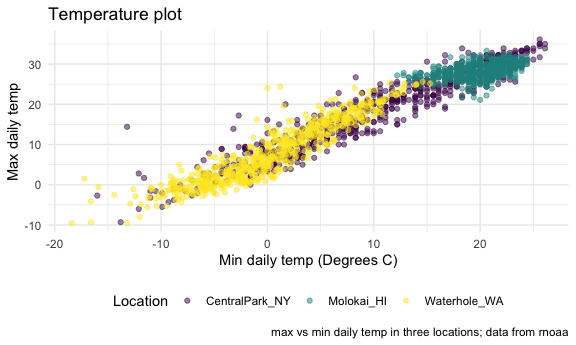 Temperature plot
Max daily temp
30
20
10
0
-10
-20
-10
0
10
20
Min daily temp (Degrees C)
Location
CentralPark_NY
Molokai_HI
Waterhole_WA
max vs min daily temp in three locations; data from rnoaa